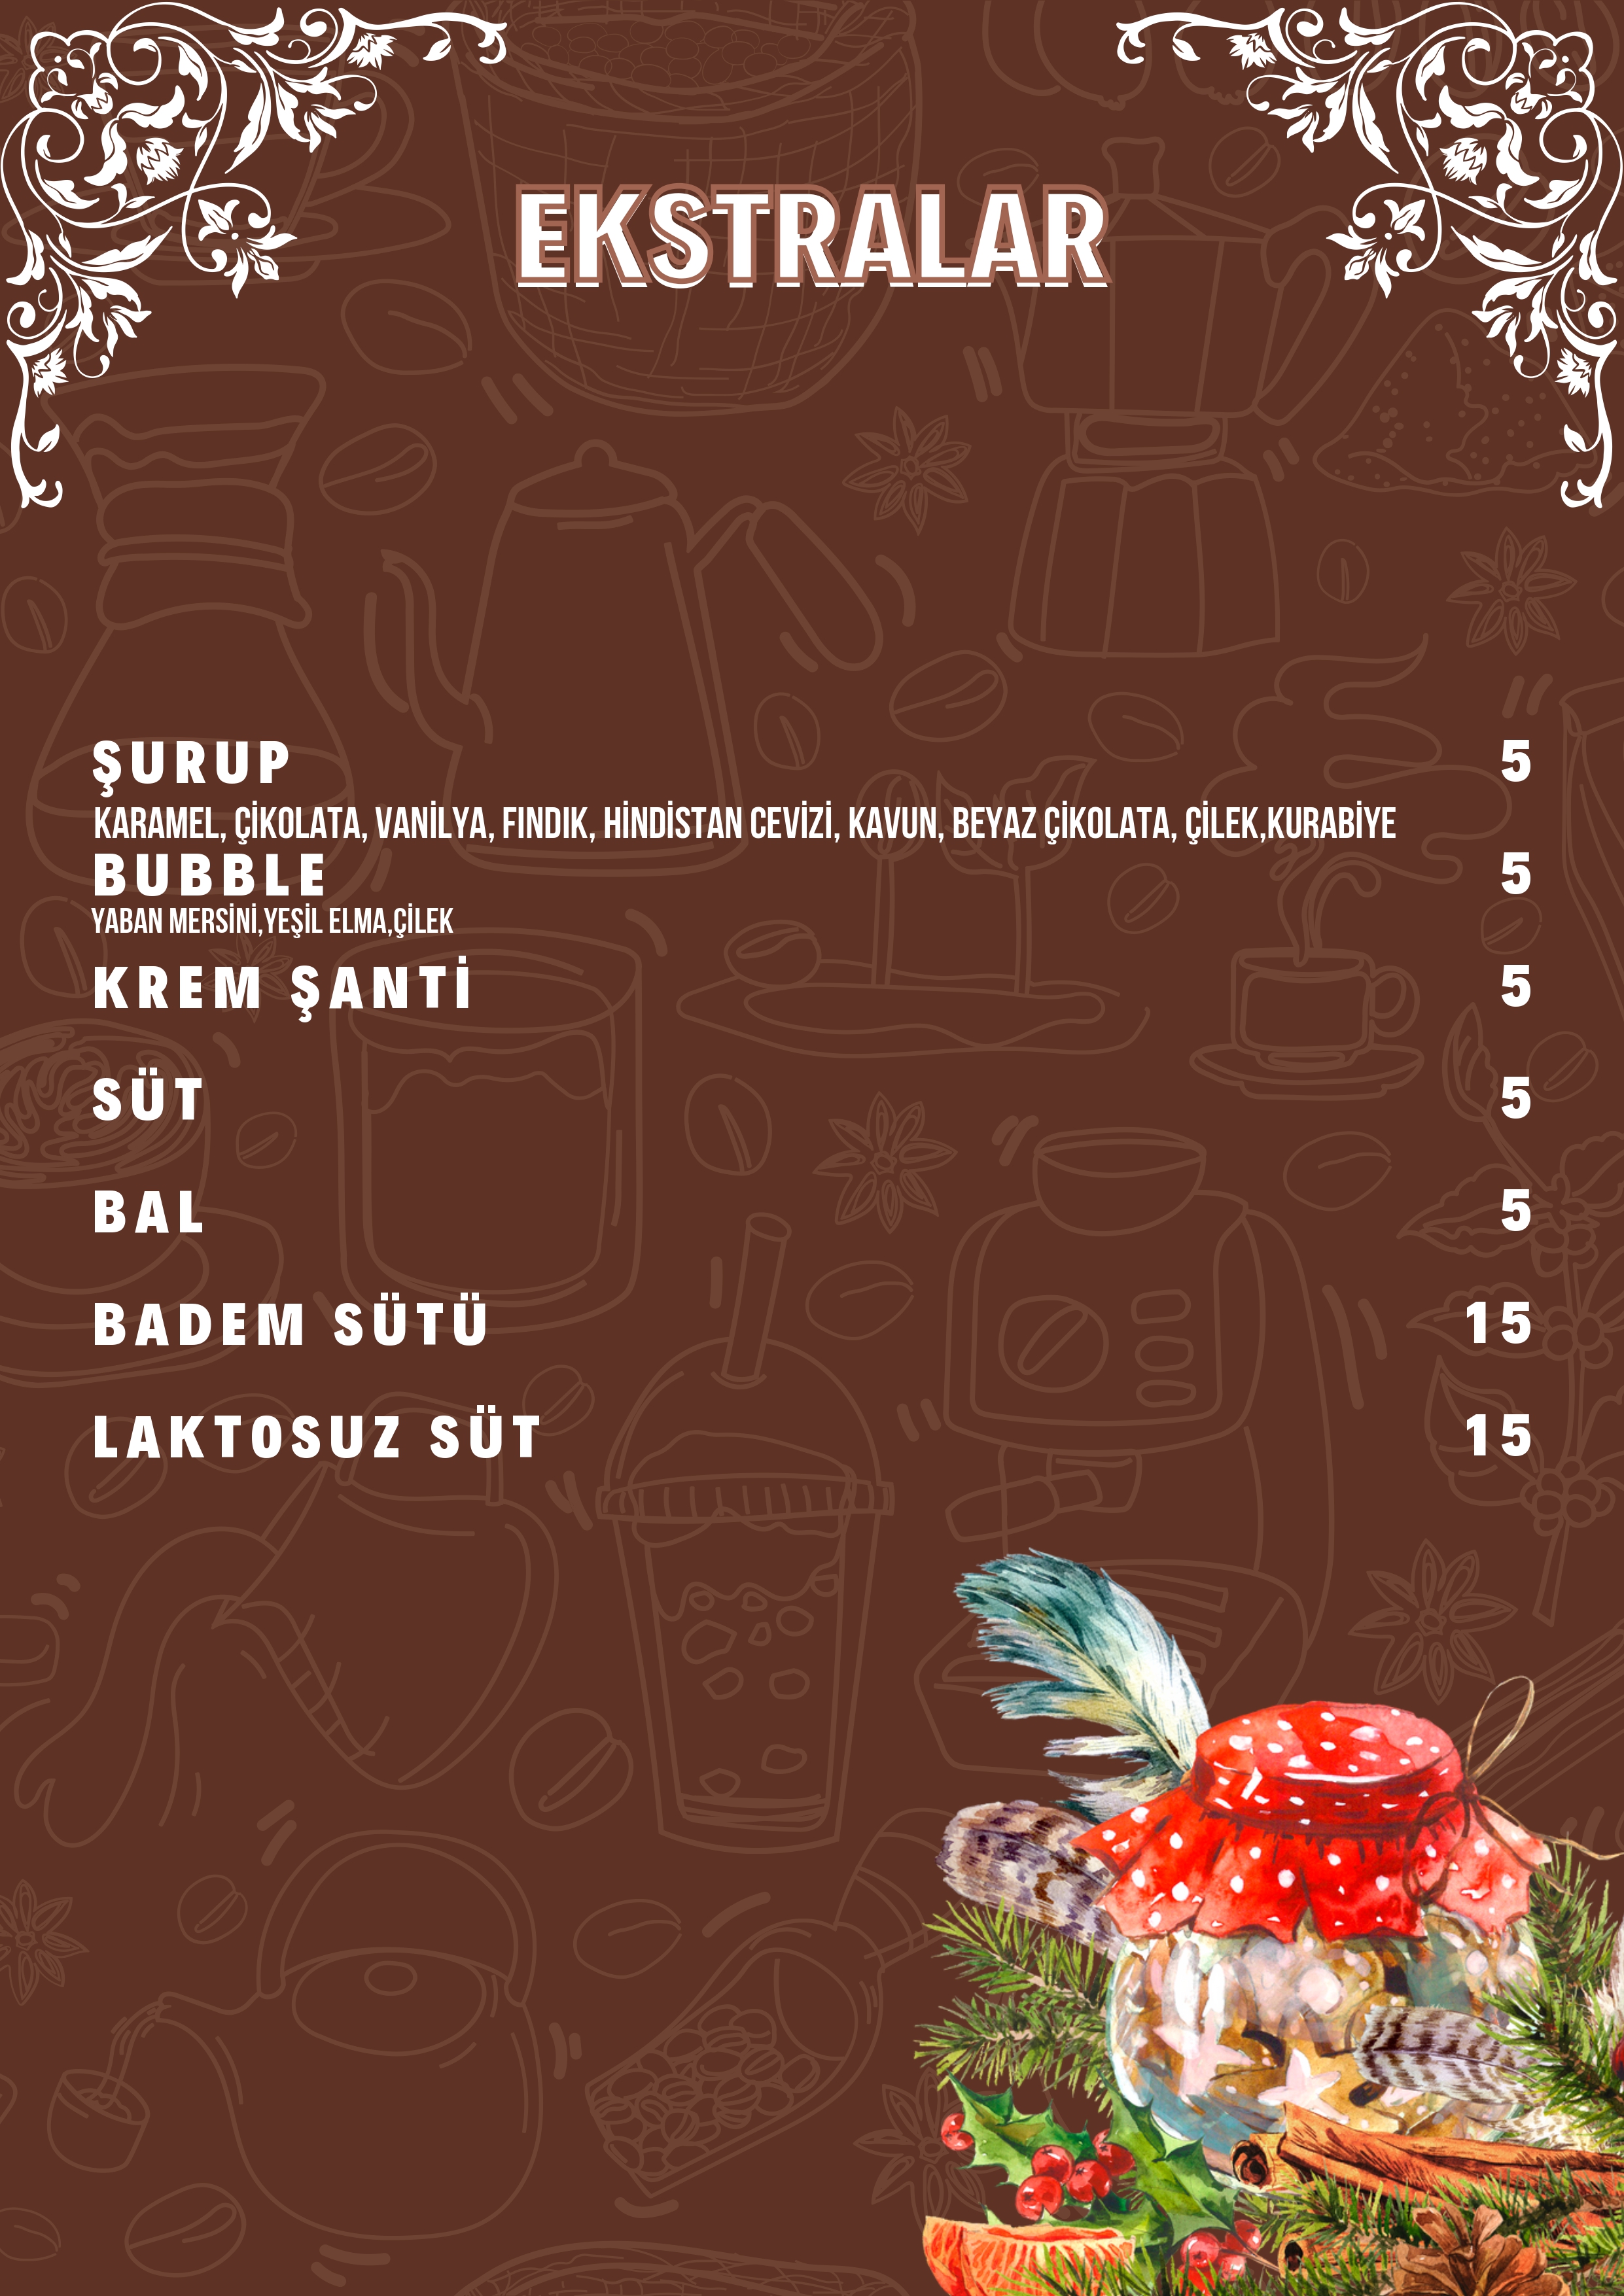 EKSTRALAR
ŞURUP 5
KARAMEL, ÇİKOLATA, VANİLYA, FINDIK, HİNDİSTAN CEVİZİ, KAVUN, BEYAZ ÇİKOLATA, ÇİLEK,KURABİYE
BUBBLE 5
YABAN MERSİNİ,YEŞİL ELMA,ÇİLEK
KREM ŞANTİ 5
SÜT 5
BAL 5
BADEM SÜTÜ 15
LAKTOSUZ SÜT 15